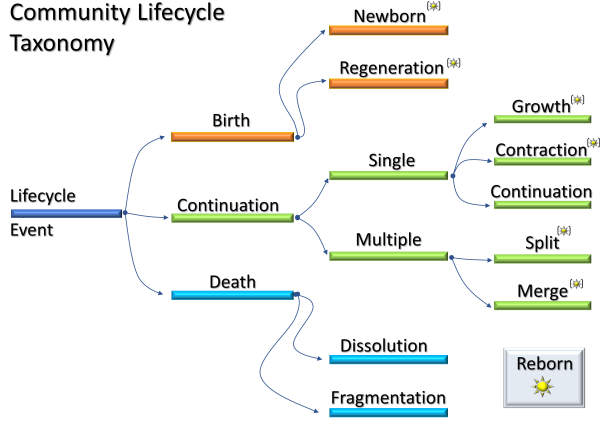 Community Lifecycle
Taxonomy
Newborn
Regeneration
Birth
Growth
Contraction
Continuation
Single
Lifecycle
Event
Continuation
Multiple
Split
Merge
Death
Dissolution
Fragmentation
Reborn